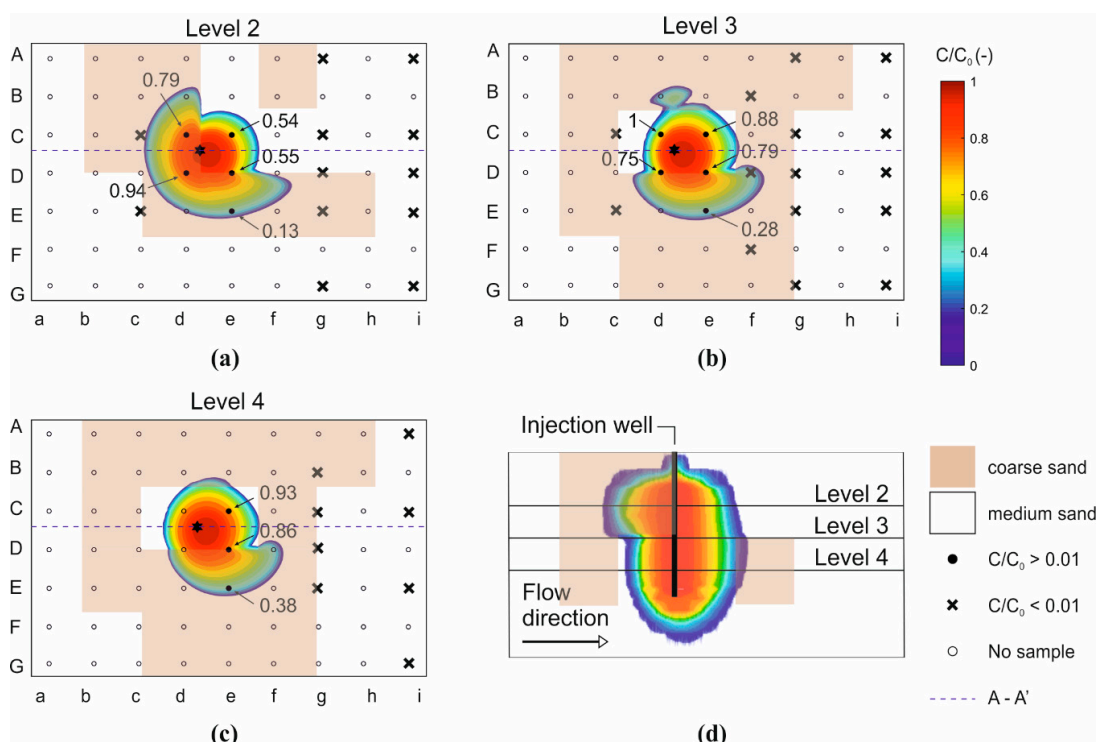 Level 2
A
B
C
D
E
F
G
0.79
0.54
0.55
0.94
0.13
a b c d e f g h i
(a)
Level 3
A
B
C
D
E
F
G
1
0.88
0.75
0.79
0.28
a b c d e f g h i
(b)
C/C₀ (-)
1
0.8
0.6
0.4
0.2
0
Level 4
A
B
C
D
E
F
G
0.93
0.86
0.38
a b c d e f g h i
(c)
Injection well
Level 2
Level 3
Level 4
Flow
direction
(d)
coarse sand
medium sand
C/C₀ > 0.01
C/C₀ < 0.01
No sample
A - A'